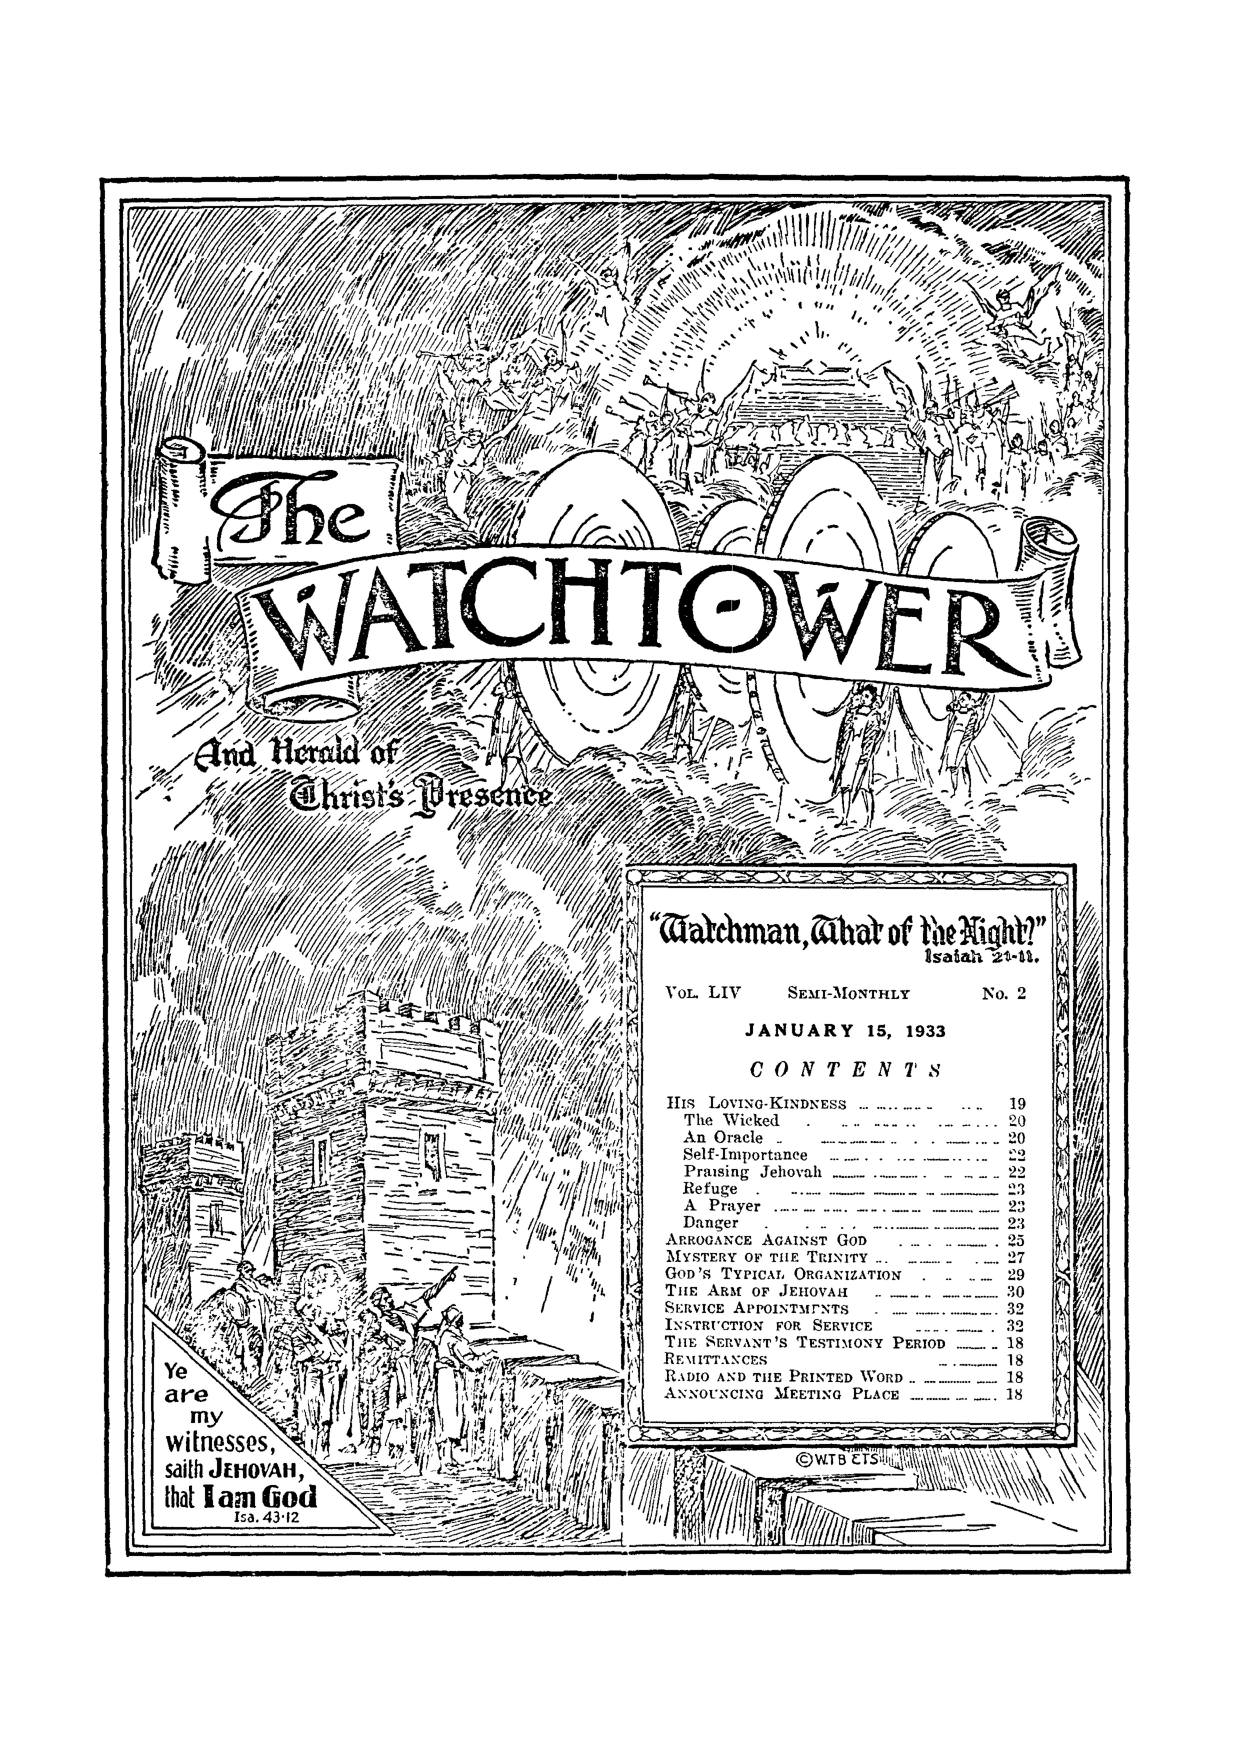 The
WATCHTOWER
And Herald of
Christ's Presence
"Watchman, What of the Night?"
Isaiah 21-11.
VOL. LIV SEMI-MONTHLY No. 2
JANUARY 15, 1933
CONTENTS
HIS LOVING-KINDNESS 19
The Wicked 20
An Oracle 20
Self-Importance 22
Praising Jehovah 22
Refuge 23
A Prayer 23
Danger 23
ARROGANCE AGAINST GOD 25
MYSTERY OF THE TRINITY 27
GOD'S TYPICAL ORGANIZATION 29
THE ARM OF JEHOVAH 30
SERVICE APPOINTMENTS 32
INSTRUCTION FOR SERVICE 32
THE SERVANT'S TESTIMONY PERIOD 18
REMITTANCES 18
RADIO AND THE PRINTED WORD 18
ANNOUNCING MEETING PLACE 18
©W.T.B & T.S
Ye
are
my
witnesses,
saith JEHOVAH,
that I am God
Isa. 43·12